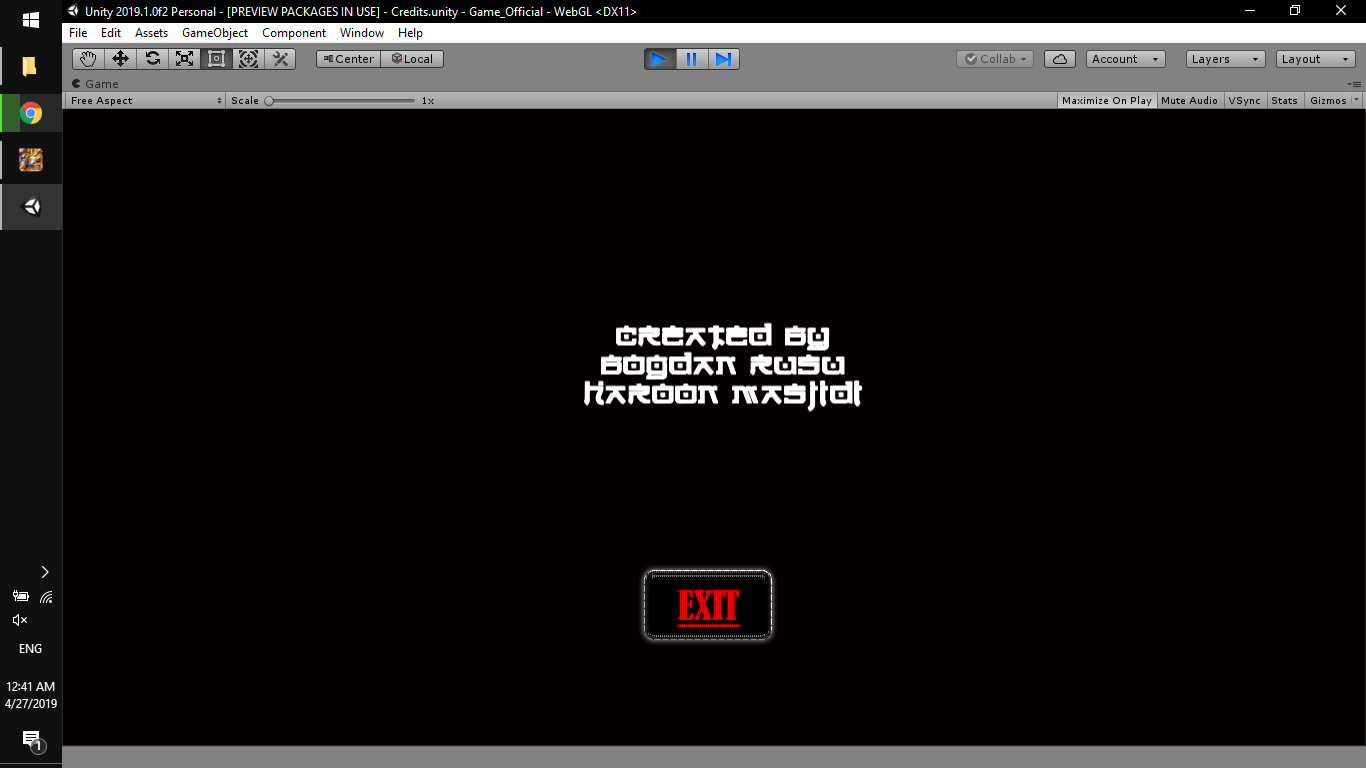 Unity 2019.1.0f2 Personal - [PREVIEW PACKAGES IN USE] - Credits.unity - Game_Official - WebGL <DX11>
File Edit Assets GameObject Component Window Help
Center Local Collab Account Layers Layout
Game
Free Aspect Scale 1x Maximize On Play Mute Audio VSync Stats Gizmos
Created by
Bogdan Rusu
Haroon Masjidi
EXIT
ENG
12:41 AM
4/27/2019
1